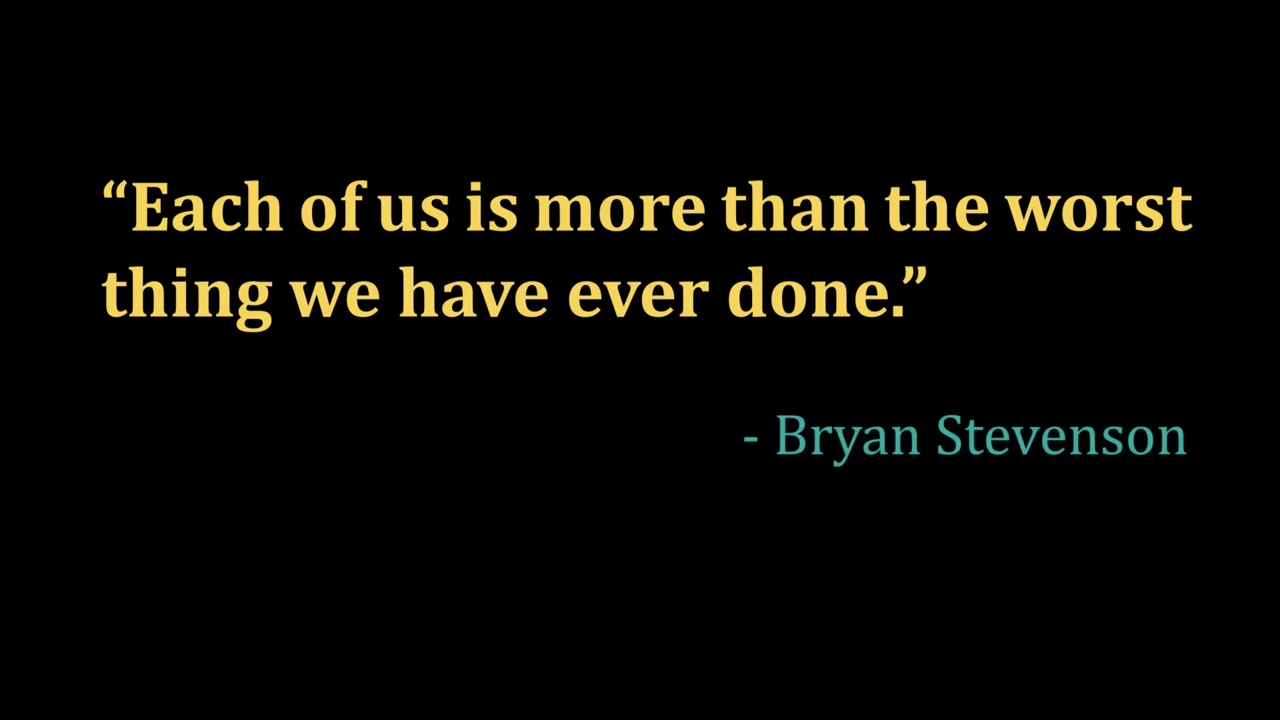 “Each of us is more than the worst
thing we have ever done.”
- Bryan Stevenson